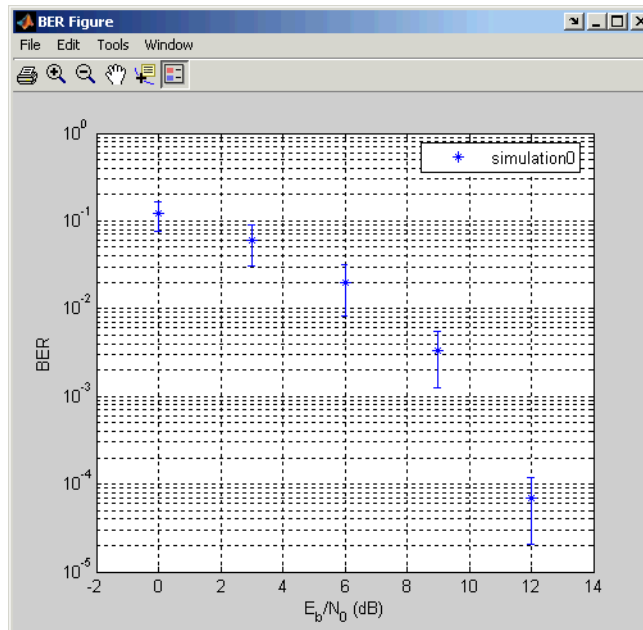 BER Figure
File Edit Tools Window
simulation0
10^0
10^-1
10^-2
10^-3
10^-4
10^-5
BER
-2 0 2 4 6 8 10 12 14
E_b/N_0 (dB)